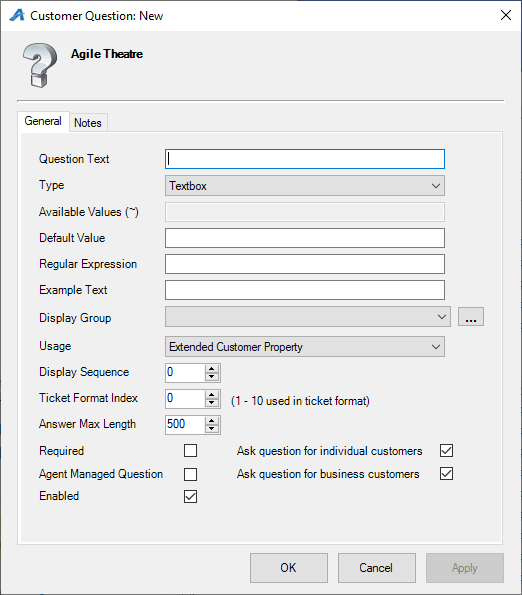 Customer Question: New
Agile Theatre
General Notes
Question Text
Type Textbox
Available Values (~)
Default Value
Regular Expression
Example Text
Display Group ...
Usage Extended Customer Property
Display Sequence 0
Ticket Format Index 0 (1 - 10 used in ticket format)
Answer Max Length 500
Required Ask question for individual customers
Agent Managed Question Ask question for business customers
Enabled
OK Cancel Apply